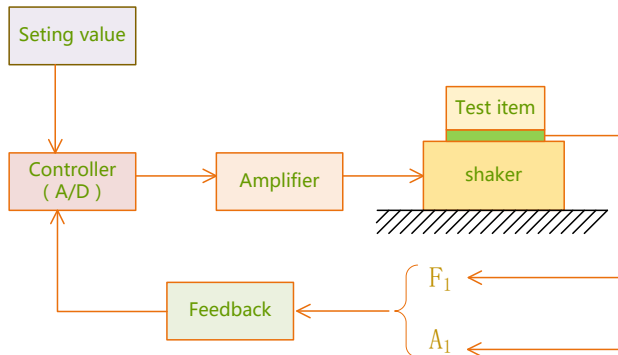 Seting value
Test item
Controller
( A/D )
Amplifier
shaker
F₁
Feedback
A₁